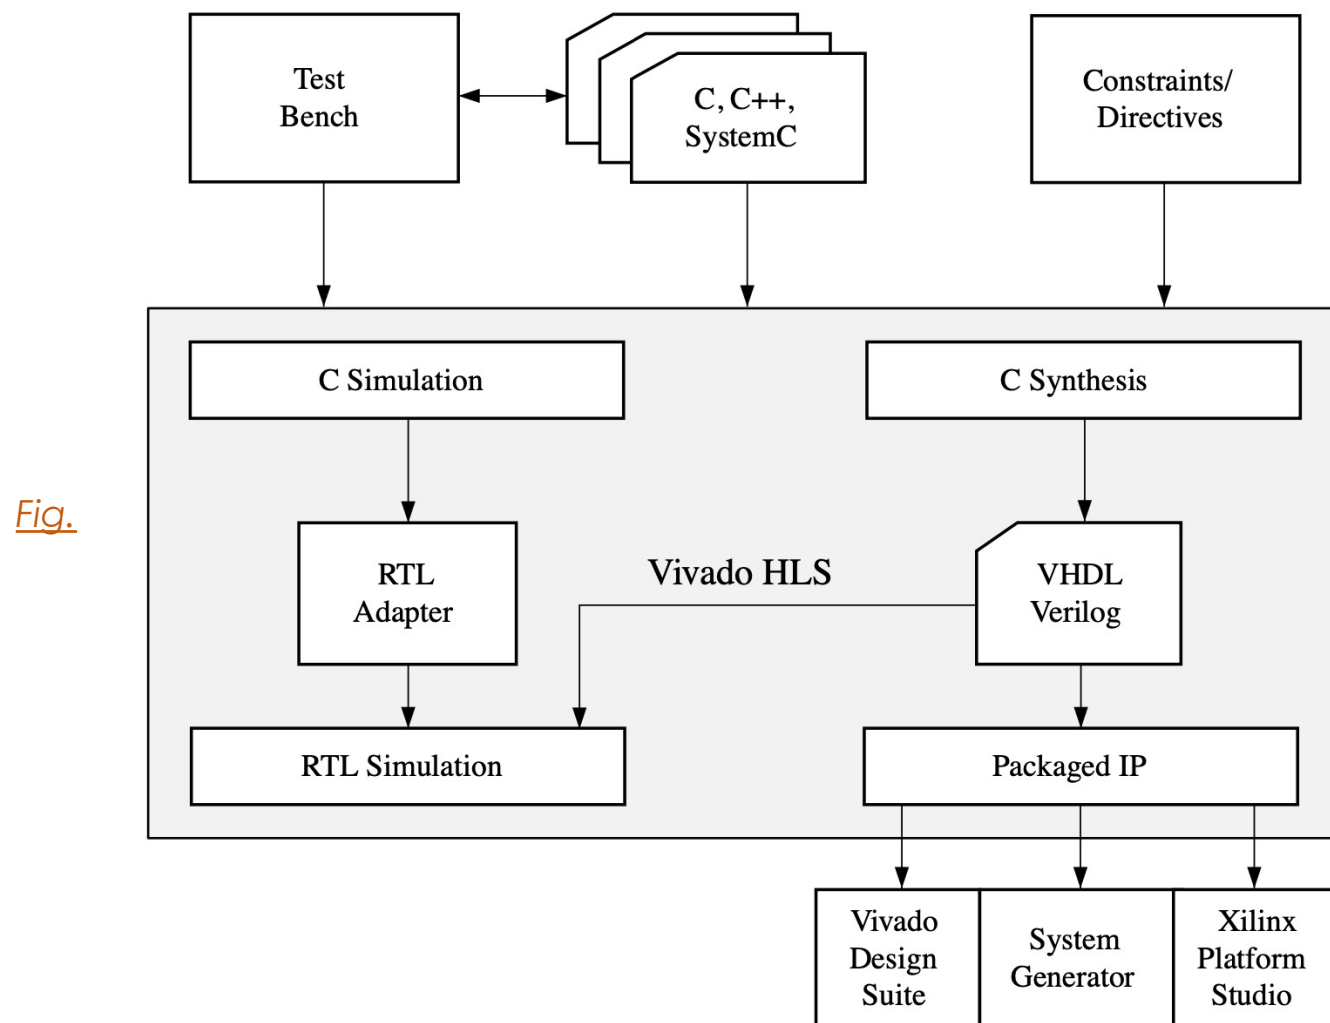 Test
Bench
C, C++,
SystemC
Constraints/
Directives
C Simulation
C Synthesis
Fig.
RTL
Adapter
Vivado HLS
VHDL
Verilog
RTL Simulation
Packaged IP
Vivado
Design
Suite
System
Generator
Xilinx
Platform
Studio